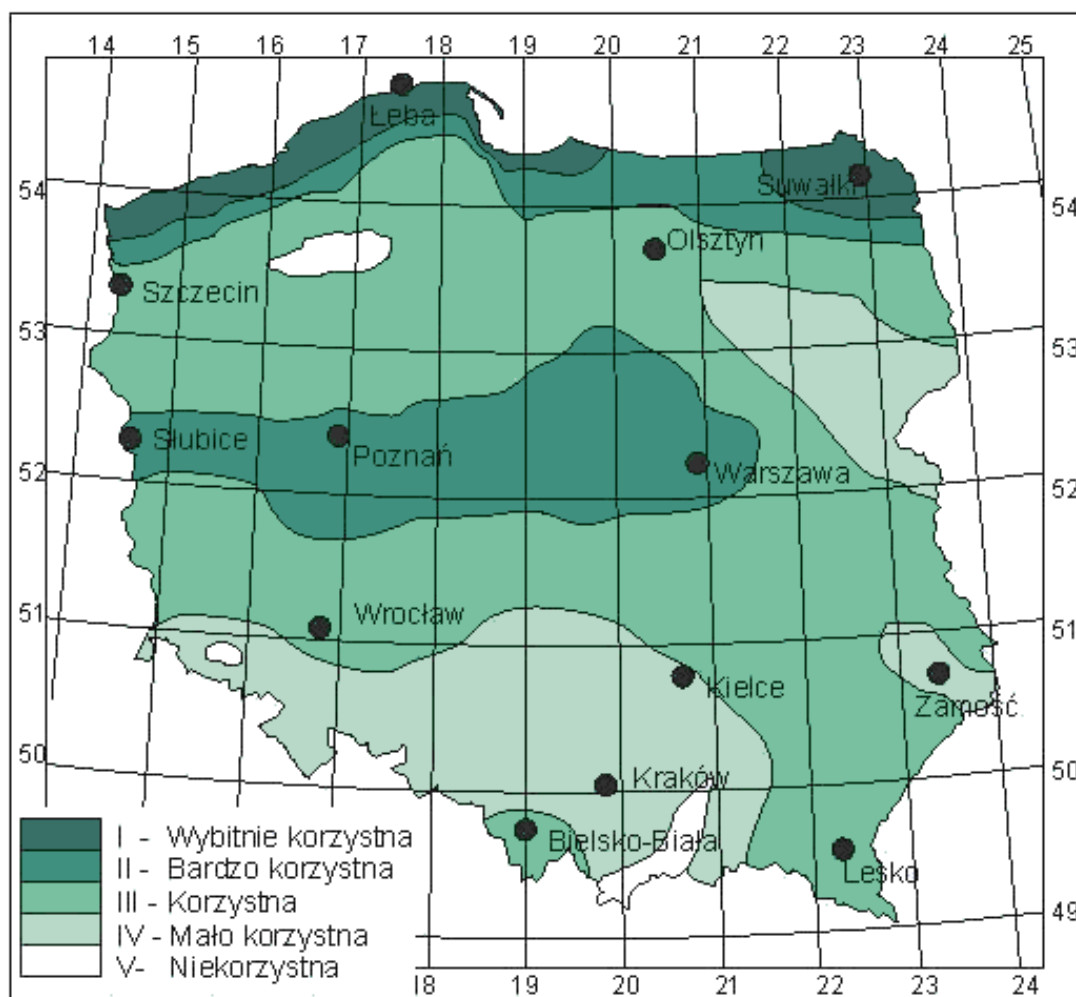 14 15 16 17 18 19 20 21 22 23 24 25
Łeba
54
Suwałki
54
Olsztyn
Szczecin
53
53
Słubice
Poznań
Warszawa
52
52
51
Wrocław
51
Kielce
Zamość
50
50
Kraków
I - Wybitnie korzystna
Bielsko-Biała
II - Bardzo korzystna
Lesko
III - Korzystna
49
IV - Mało korzystna
V- Niekorzystna
18 19 20 21 22 23 24